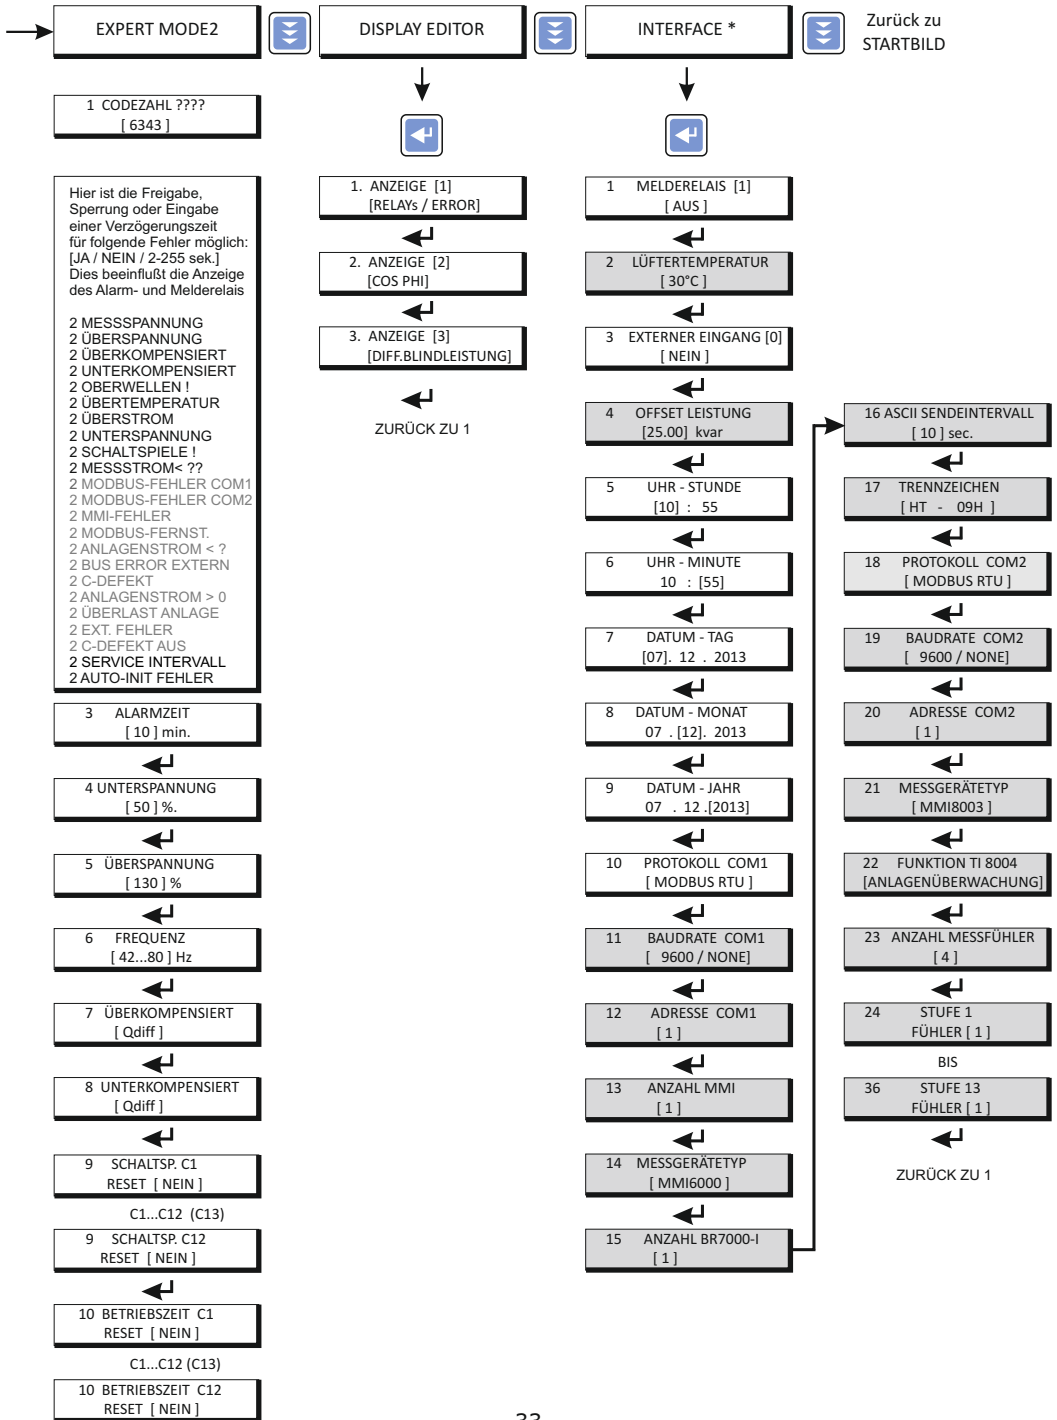 EXPERT MODE2
DISPLAY EDITOR
INTERFACE *
Zurück zu
STARTBILD
1 CODEZAHL ????
[ 6343 ]
Hier ist die Freigabe,
Sperrung oder Eingabe
einer Verzögerungszeit
für folgende Fehler möglich:
[JA / NEIN / 2-255 sek.]
Dies beeinflußt die Anzeige
des Alarm- und Melderelais
2 MESSSPANNUNG
2 ÜBERSPANNUNG
2 ÜBERKOMPENSIERT
2 UNTERKOMPENSIERT
2 OBERWELLEN !
2 ÜBERTEMPERATUR
2 ÜBERSTROM
2 UNTERSPANNUNG
2 SCHALTSPIELE !
2 MESSSTROM< ??
2 MODBUS-FEHLER COM1
2 MODBUS-FEHLER COM2
2 MMI-FEHLER
2 MODBUS-FERNST.
2 ANLAGENSTROM < ?
2 BUS ERROR EXTERN
2 C-DEFEKT
2 ANLAGENSTROM > 0
2 ÜBERLAST ANLAGE
2 EXT. FEHLER
2 C-DEFEKT AUS
2 SERVICE INTERVALL
2 AUTO-INIT FEHLER
3 ALARMZEIT
[ 10 ] min.
4 UNTERSPANNUNG
[ 50 ] %.
5 ÜBERSPANNUNG
[ 130 ] %
6 FREQUENZ
[ 42...80 ] Hz
7 ÜBERKOMPENSIERT
[ Qdiff ]
8 UNTERKOMPENSIERT
[ Qdiff ]
9 SCHALTSP. C1
RESET [ NEIN ]
C1...C12 (C13)
9 SCHALTSP. C12
RESET [ NEIN ]
10 BETRIEBSZEIT C1
RESET [ NEIN ]
C1...C12 (C13)
10 BETRIEBSZEIT C12
RESET [ NEIN ]
1. ANZEIGE [1]
[RELAYs / ERROR]
2. ANZEIGE [2]
[COS PHI]
3. ANZEIGE [3]
[DIFF.BLINDLEISTUNG]
ZURÜCK ZU 1
1 MELDERELAIS [1]
[ AUS ]
2 LÜFTERTEMPERATUR
[ 30°C ]
3 EXTERNER EINGANG [0]
[ NEIN ]
4 OFFSET LEISTUNG
[25.00] kvar
5 UHR - STUNDE
[10] : 55
6 UHR - MINUTE
10 : [55]
7 DATUM - TAG
[07]. 12 . 2013
8 DATUM - MONAT
07 . [12]. 2013
9 DATUM - JAHR
07 . 12 .[2013]
10 PROTOKOLL COM1
[ MODBUS RTU ]
11 BAUDRATE COM1
[ 9600 / NONE]
12 ADRESSE COM1
[ 1 ]
13 ANZAHL MMI
[ 1 ]
14 MESSGERÄTETYP
[ MMI6000 ]
15 ANZAHL BR7000-I
[ 1 ]
16 ASCII SENDEINTERVALL
[ 10 ] sec.
17 TRENNZEICHEN
[ HT - 09H ]
18 PROTOKOLL COM2
[ MODBUS RTU ]
19 BAUDRATE COM2
[ 9600 / NONE]
20 ADRESSE COM2
[ 1 ]
21 MESSGERÄTETYP
[ MMI8003 ]
22 FUNKTION TI 8004
[ANLAGENÜBERWACHUNG]
23 ANZAHL MESSFÜHLER
[ 4 ]
24 STUFE 1
FÜHLER [ 1 ]
BIS
36 STUFE 13
FÜHLER [ 1 ]
ZURÜCK ZU 1